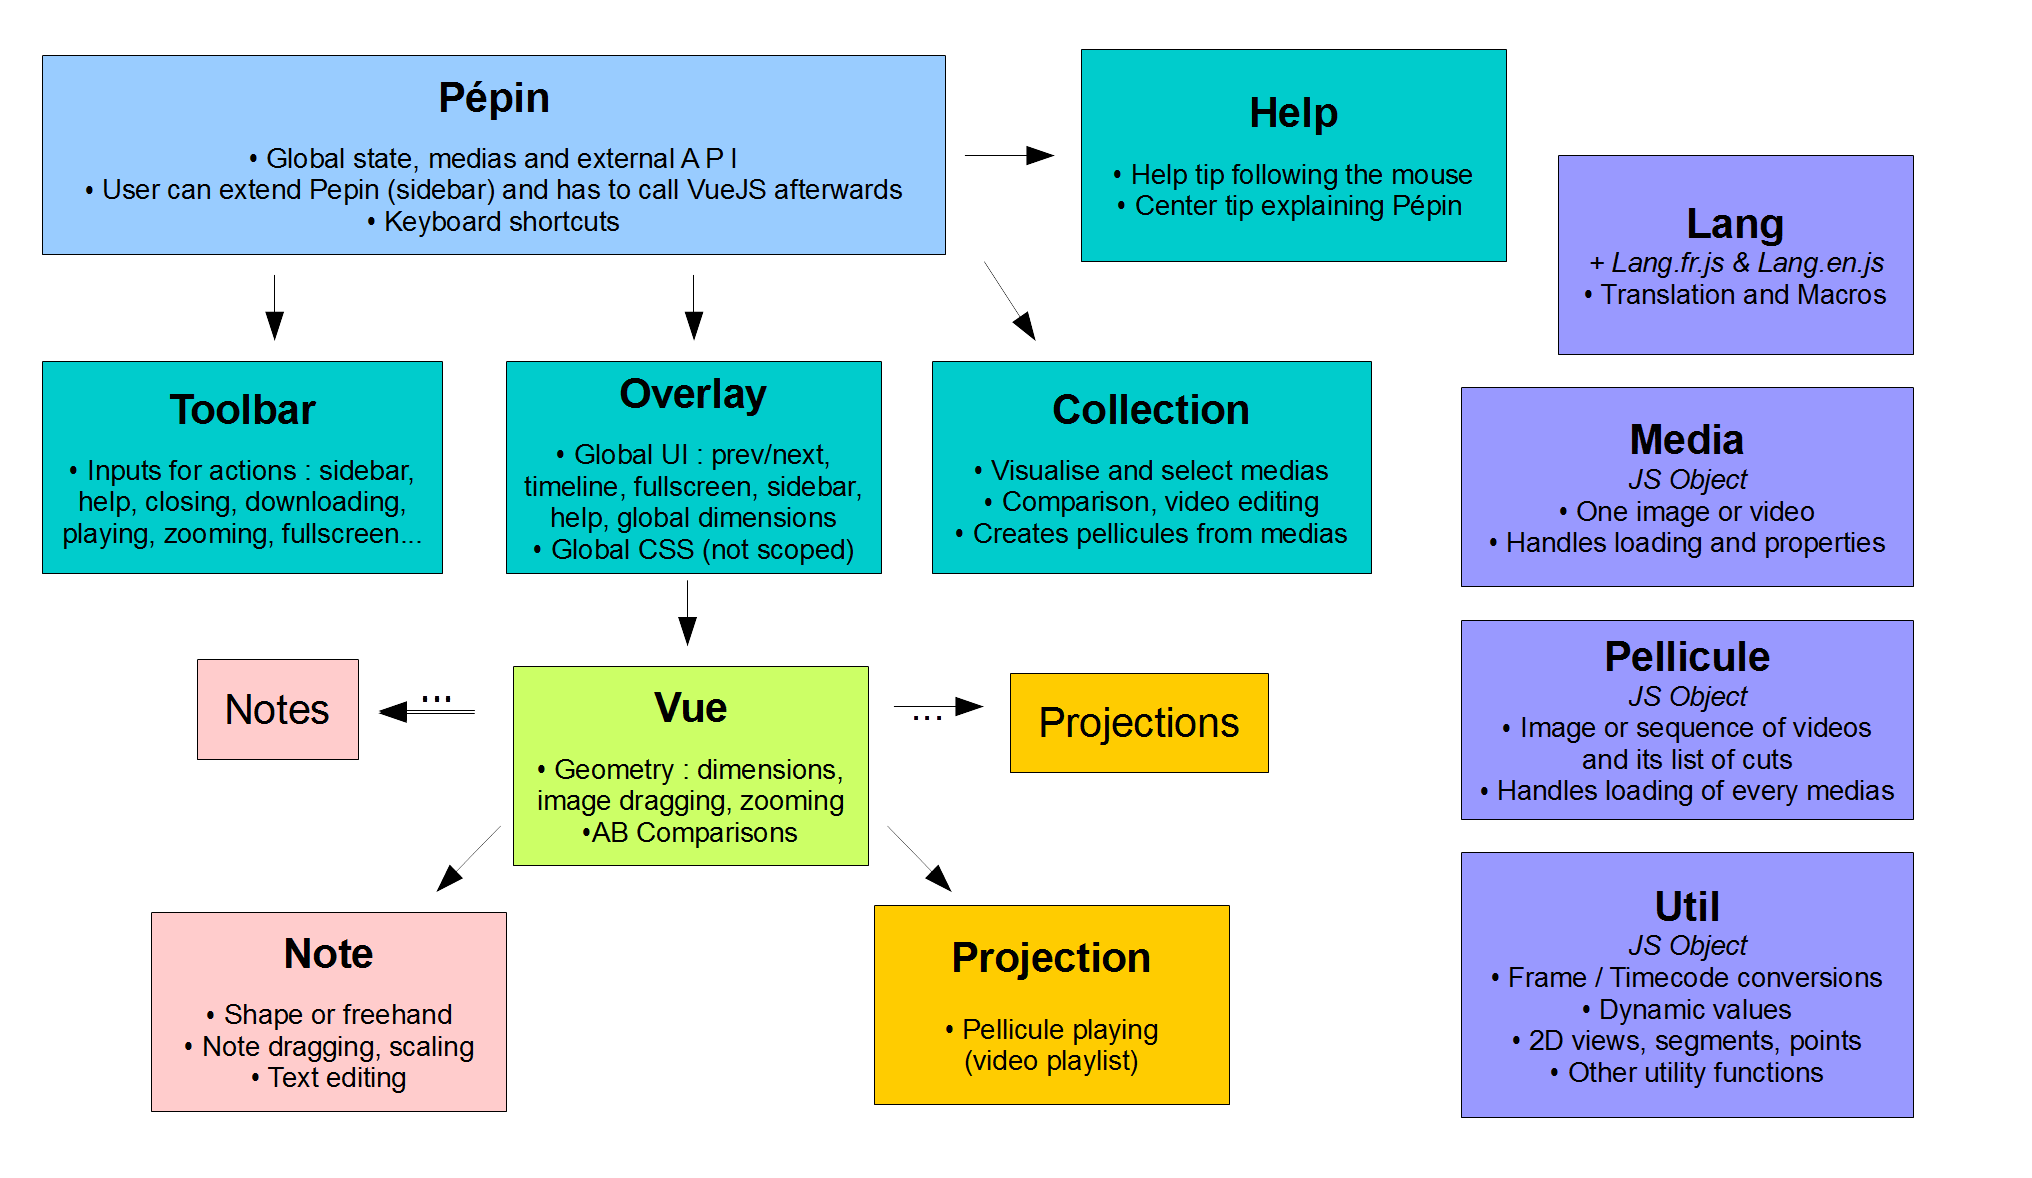 Pépin
• Global state, medias and external A P I
• User can extend Pepin (sidebar) and has to call VueJS afterwards
• Keyboard shortcuts
Help
• Help tip following the mouse
• Center tip explaining Pépin
Lang
+ Lang.fr.js & Lang.en.js
• Translation and Macros
Toolbar
• Inputs for actions : sidebar,
help, closing, downloading,
playing, zooming, fullscreen...
Overlay
• Global UI : prev/next,
timeline, fullscreen, sidebar,
help, global dimensions
• Global CSS (not scoped)
Collection
• Visualise and select medias
• Comparison, video editing
• Creates pellicules from medias
Media
JS Object
• One image or video
• Handles loading and properties
Notes
...
Vue
• Geometry : dimensions,
image dragging, zooming
•AB Comparisons
...
Projections
Pellicule
JS Object
• Image or sequence of videos
and its list of cuts
• Handles loading of every medias
Note
• Shape or freehand
• Note dragging, scaling
• Text editing
Projection
• Pellicule playing
(video playlist)
Util
JS Object
• Frame / Timecode conversions
• Dynamic values
• 2D views, segments, points
• Other utility functions